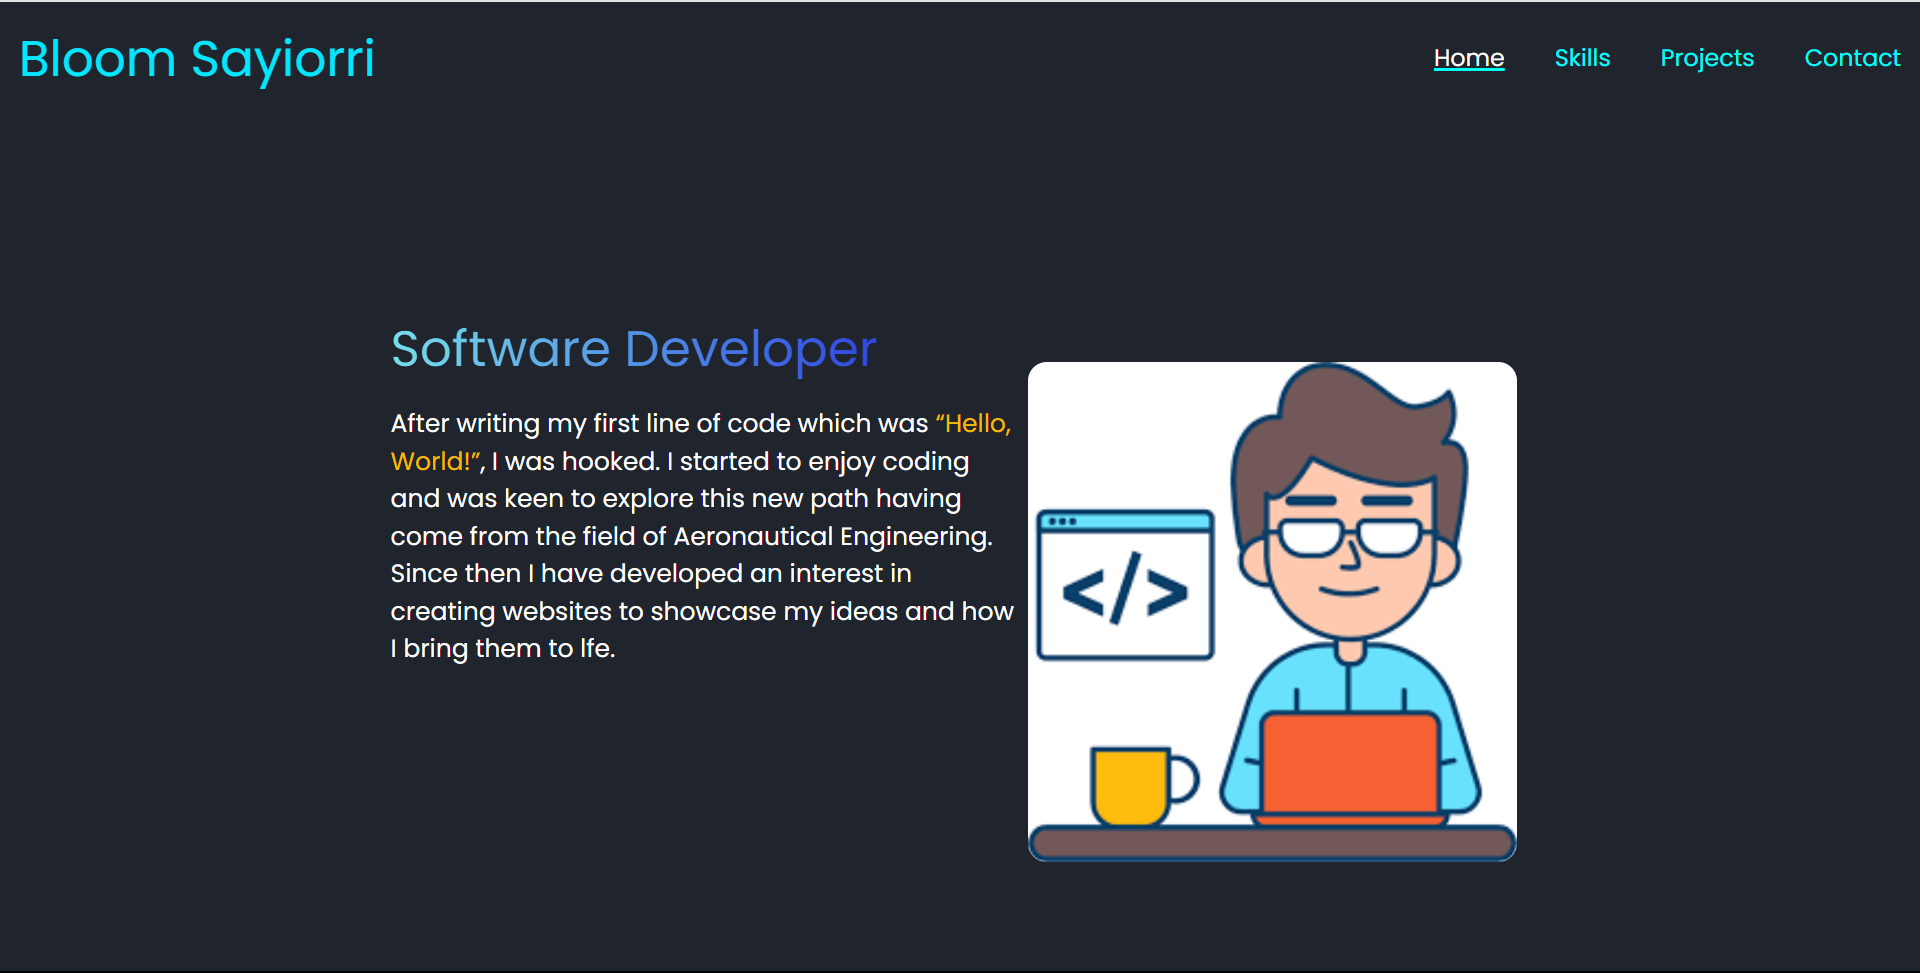 Bloom Sayiorri
Home Skills Projects Contact
Software Developer
After writing my first line of code which was “Hello,
World!”, I was hooked. I started to enjoy coding
and was keen to explore this new path having
come from the field of Aeronautical Engineering.
Since then I have developed an interest in
creating websites to showcase my ideas and how
I bring them to lfe.
</>